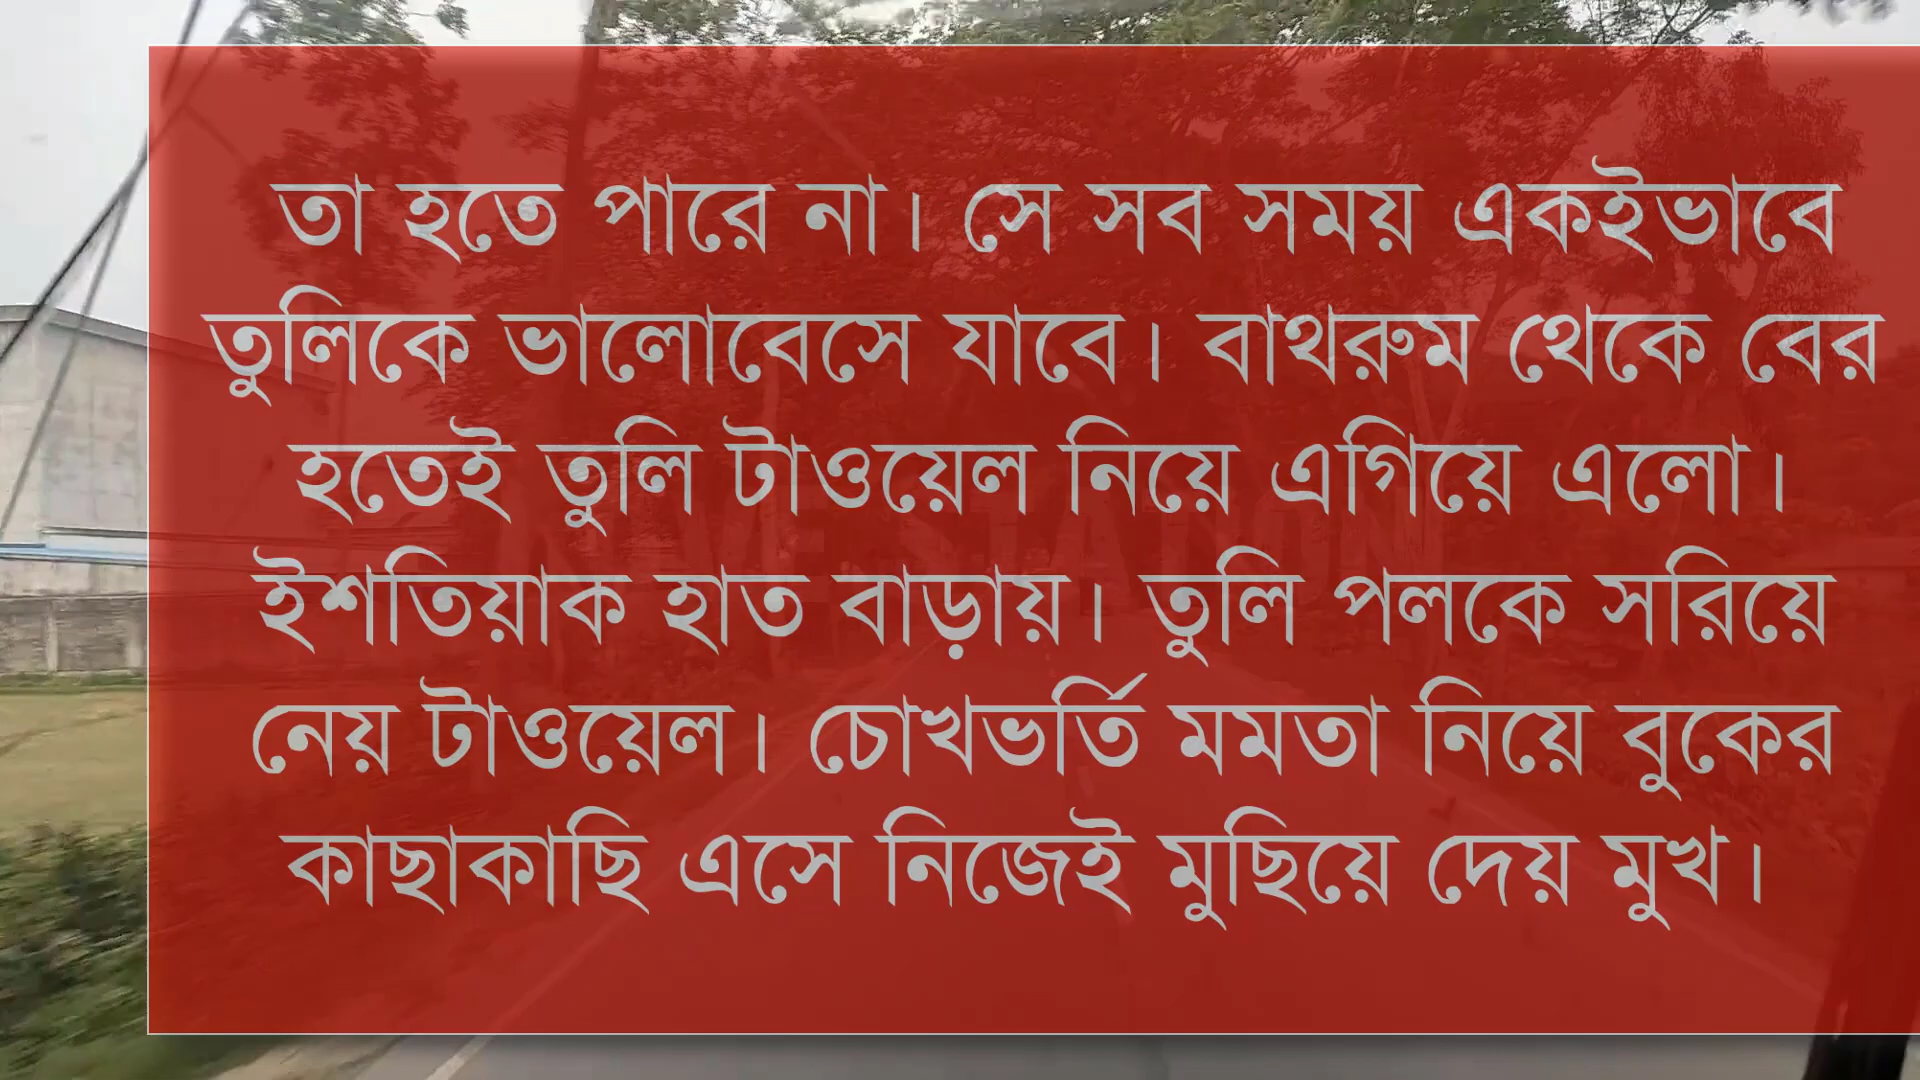 তা হতে পারে না। সে সব সময় একইভাবে
তুলিকে ভালোবেসে যাবে। বাথরুম থেকে বের
হতেই তুলি টাওয়েল নিয়ে এগিয়ে এলো।
ইশতিয়াক হাত বাড়ায়। তুলি পলকে সরিয়ে
নেয় টাওয়েল। চোখভর্তি মমতা নিয়ে বুকের
কাছাকাছি এসে নিজেই মুছিয়ে দেয় মুখ।